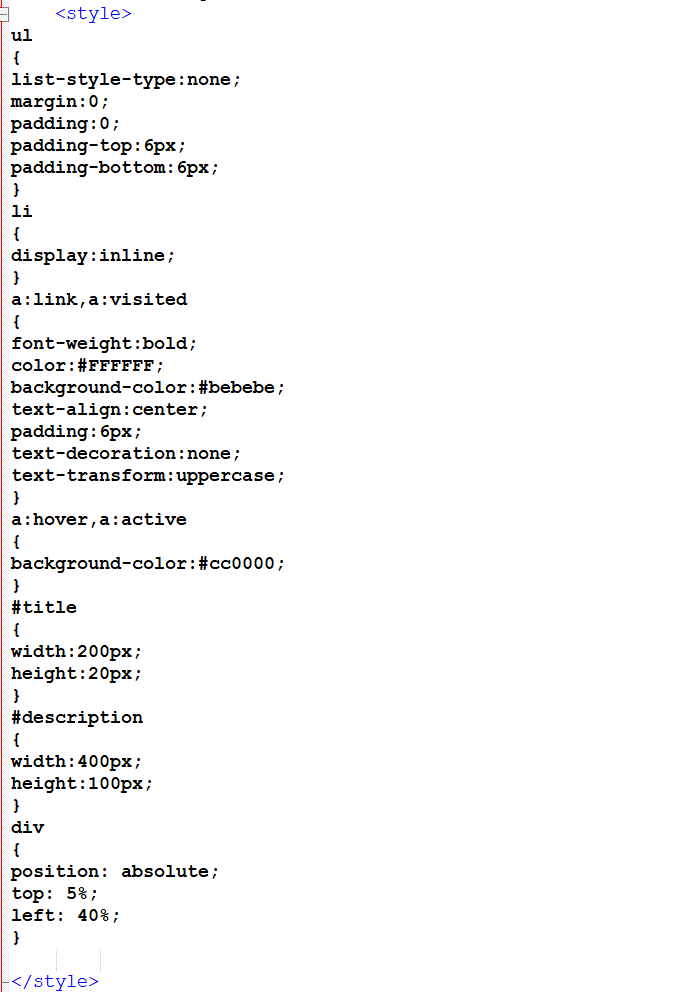 <style>
ul
{
list-style-type:none;
margin:0;
padding:0;
padding-top:6px;
padding-bottom:6px;
}
li
{
display:inline;
}
a:link,a:visited
{
font-weight:bold;
color:#FFFFFF;
background-color:#bebebe;
text-align:center;
padding:6px;
text-decoration:none;
text-transform:uppercase;
}
a:hover,a:active
{
background-color:#cc0000;
}
#title
{
width:200px;
height:20px;
}
#description
{
width:400px;
height:100px;
}
div
{
position: absolute;
top: 5%;
left: 40%;
}
</style>